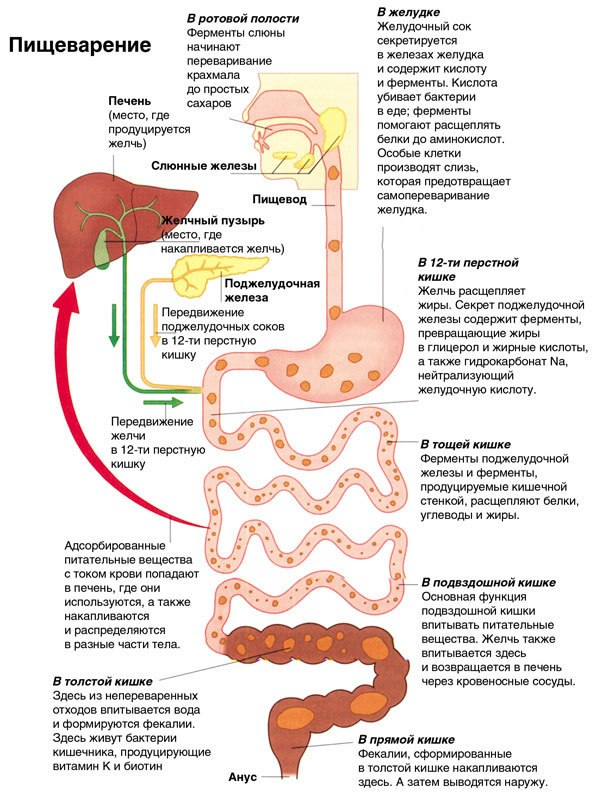 Пищеварение
В ротовой полости
Ферменты слюны
начинают
переваривание
крахмала
до простых
сахаров
В желудке
Желудочный сок
секретируется
в железах желудка
и содержит кислоту
и ферменты. Кислота
убивает бактерии
в еде; ферменты
помогают расщеплять
белки до аминокислот.
Особые клетки
производят слизь,
которая предотвращает
самопереваривание
желудка.
Печень
(место, где
продуцируется
желчь)
Слюнные железы
Пищевод
Желчный пузырь
(место, где
накапливается желчь)
Поджелудочная
железа
Передвижение
поджелудочных соков
в 12-ти перстную
кишку
В 12-ти перстной
кишке
Желчь расщепляет
жиры. Секрет поджелудочной
железы содержит ферменты,
превращающие жиры
в глицерол и жирные кислоты,
а также гидрокарбонат Na,
нейтрализующий
желудочную кислоту.
Передвижение
желчи
в 12-ти перстную
кишку
В тощей кишке
Ферменты поджелудочной
железы и ферменты,
продуцируемые кишечной
стенкой, расщепляют белки,
углеводы и жиры.
Адсорбированные
питательные вещества
с током крови попадают
в печень, где они
используются, а также
накапливаются
и распределяются
в разные части тела.
В подвздошной кишке
Основная функция
подвздошной кишки
впитывать питательные
вещества. Желчь также
впитывается здесь
и возвращается в печень
через кровеносные сосуды.
В толстой кишке
Здесь из непереваренных
отходов впитывается вода
и формируются фекалии.
Здесь живут бактерии
кишечника, продуцирующие
витамин К и биотин
В прямой кишке
Фекалии, сформированные
в толстой кишке накапливаются
здесь. А затем выводятся наружу.
Анус